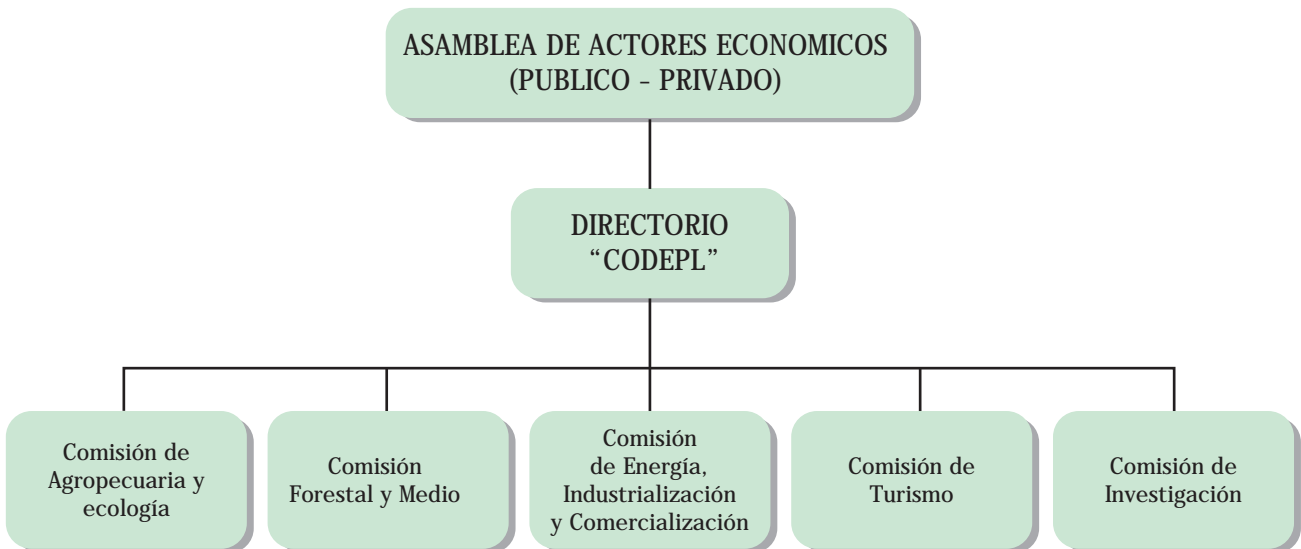 ASAMBLEA DE ACTORES ECONOMICOS
(PUBLICO - PRIVADO)
DIRECTORIO
“CODEPL”
Comisión de
Agropecuaria y
ecología
Comisión
Forestal y Medio
Comisión
de Energía,
Industrialización
y Comercialización
Comisión de
Turismo
Comisión de
Investigación